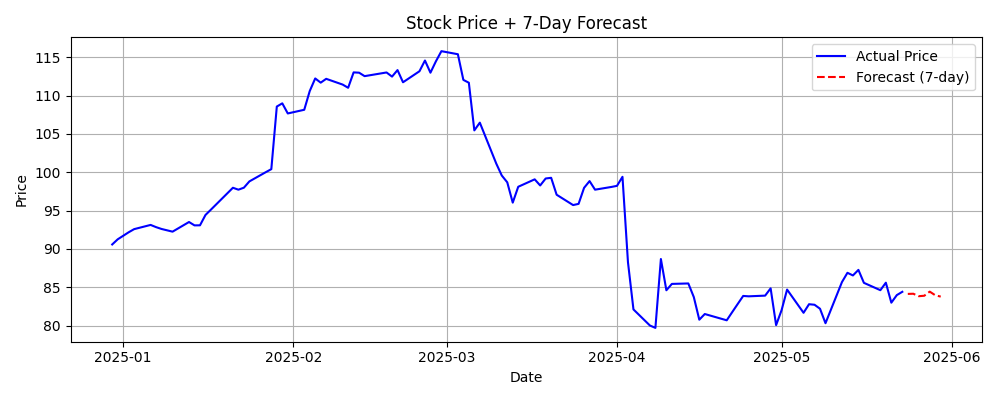 Stock Price + 7-Day Forecast
Price
115
110
105
100
95
90
85
80
Actual Price
Forecast (7-day)
2025-01
2025-02
2025-03
2025-04
2025-05
2025-06
Date